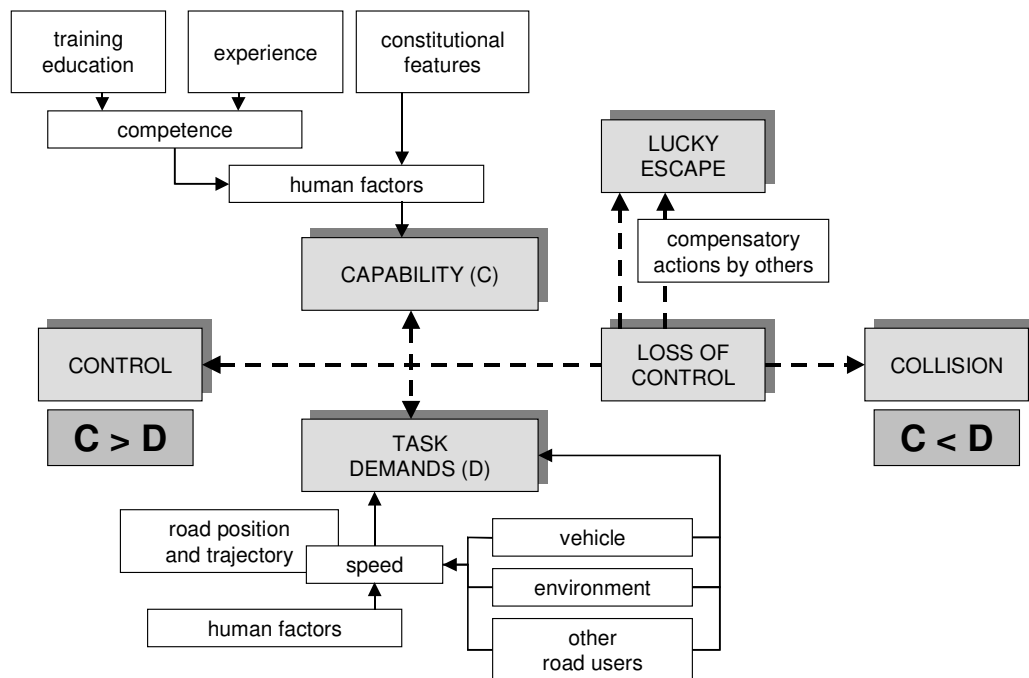 training
education
experience
constitutional
features
competence
human factors
LUCKY
ESCAPE
compensatory
actions by others
CAPABILITY (C)
CONTROL
LOSS OF
CONTROL
COLLISION
C > D
C < D
TASK
DEMANDS (D)
road position
and trajectory
speed
human factors
vehicle
environment
other
road users